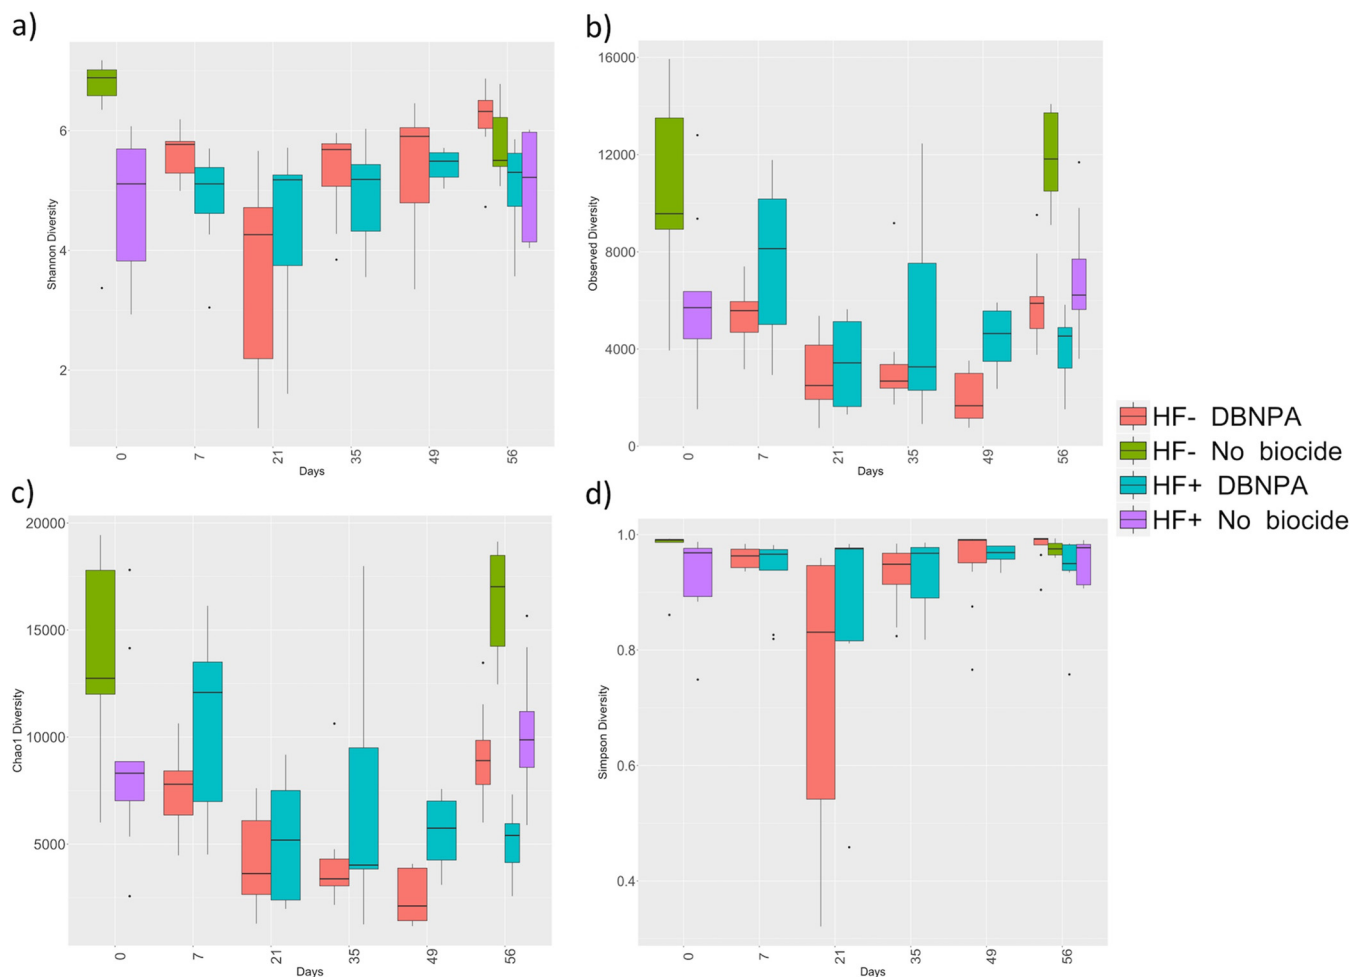 a)
6
4
2
Shannon Diversity
0
7
21
35
49
56
Days
b)
16000
12000
8000
4000
0
Observed Diversity
0
7
21
35
49
56
Days
c)
20000
15000
10000
5000
Chao1 Diversity
0
7
21
35
49
56
Days
d)
1.0
0.8
0.6
0.4
Simpson Diversity
0
7
21
35
49
56
Days
HF- DBNPA
HF- No biocide
HF+ DBNPA
HF+ No biocide